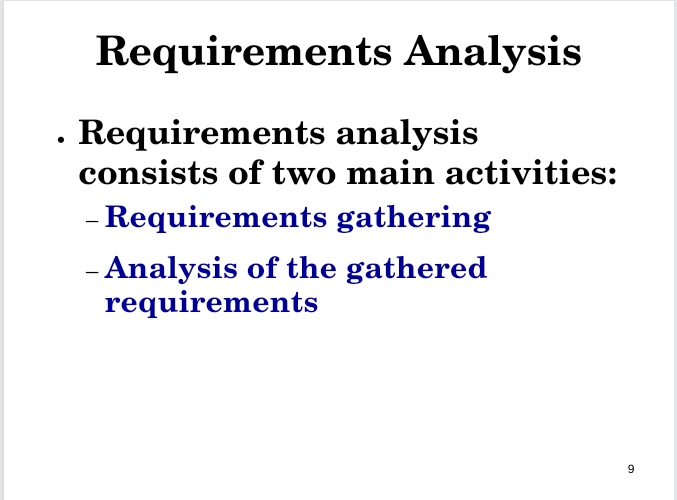 Requirements Analysis
• Requirements analysis
consists of two main activities:
– Requirements gathering
– Analysis of the gathered
requirements
9